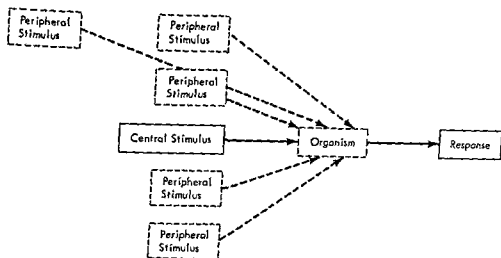 Peripheral
Stimulus
Peripheral
Stimulus
Peripheral
Stimulus
Central Stimulus
Organism
Response
Peripheral
Stimulus
Peripheral
Stimulus